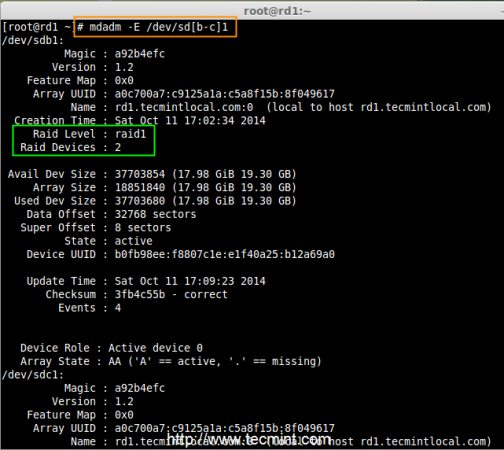 root@rd1:~
[root@rd1 ~]# mdadm -E /dev/sd[b-c]1
/dev/sdb1:
Magic : a92b4efc
Version : 1.2
Feature Map : 0x0
Array UUID : a0c700a7:c9125a1a:c5a8f15b:8f049617
Name : rd1.tecmintlocal.com:0 (local to host rd1.tecmintlocal.com)
Creation Time : Sat Oct 11 17:02:34 2014
Raid Level : raid1
Raid Devices : 2
Avail Dev Size : 37703854 (17.98 GiB 19.30 GB)
Array Size : 18851840 (17.98 GiB 19.30 GB)
Used Dev Size : 37703680 (17.98 GiB 19.30 GB)
Data Offset : 32768 sectors
Super Offset : 8 sectors
State : active
Device UUID : b0fb98ee:f8807c1e:e1f40a25:b12a69a0
Update Time : Sat Oct 11 17:09:23 2014
Checksum : 3fb4c55b - correct
Events : 4
Device Role : Active device 0
Array State : AA ('A' == active, '.' == missing)
/dev/sdc1:
Magic : a92b4efc
Version : 1.2
Feature Map : 0x0
Array UUID : a0c700a7:c9125a1a:c5a8f15b:8f049617
Name : rd1.tecmintlocal.com:0 (local to host rd1.tecmintlocal.com)
http://www.tecmint.com